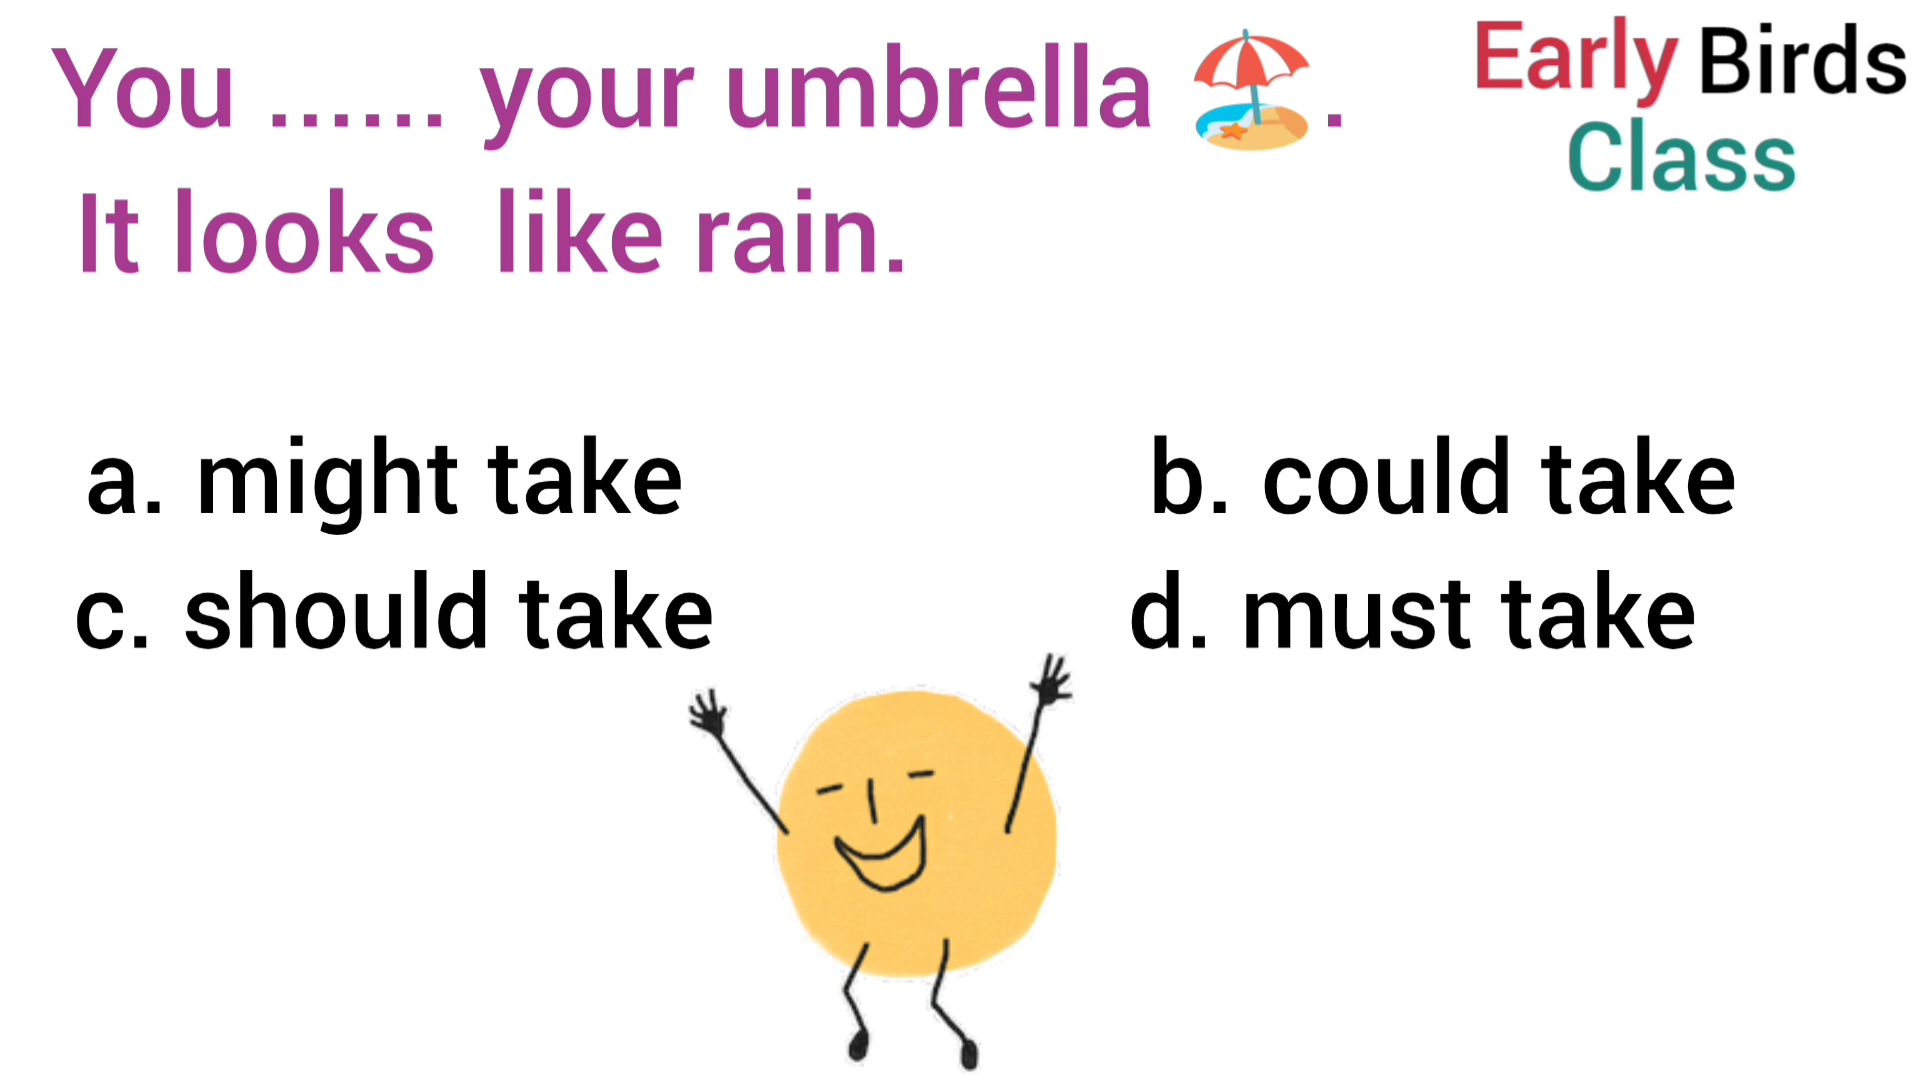 You ...... your umbrella 🏖️.
It looks like rain.
Early Birds
Class
a. might take
b. could take
c. should take
d. must take